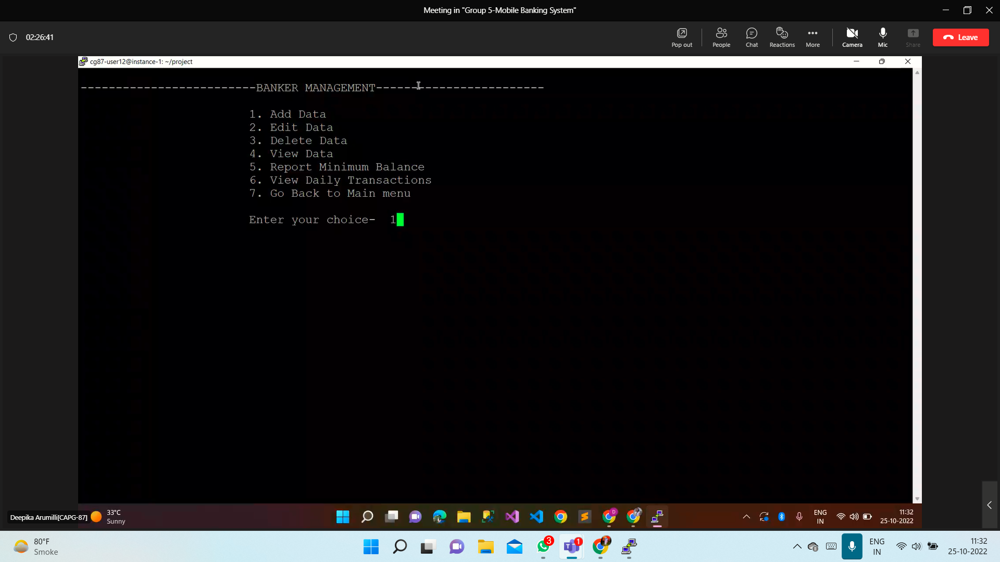 Meeting in "Group 5-Mobile Banking System"
02:26:41
Pop out
People
Chat
Reactions
More
Camera
Mic
Share
Leave
cg87-user12@instance-1: ~/project
-------------------------BANKER MANAGEMENT------------------------
1. Add Data
2. Edit Data
3. Delete Data
4. View Data
5. Report Minimum Balance
6. View Daily Transactions
7. Go Back to Main menu
Enter your choice-  1
Deepika Arumilli[CAPG-87]
33°C
Sunny
D
ENG
IN
11:32
25-10-2022
80°F
Smoke
3
1
ENG
IN
11:32
25-10-2022